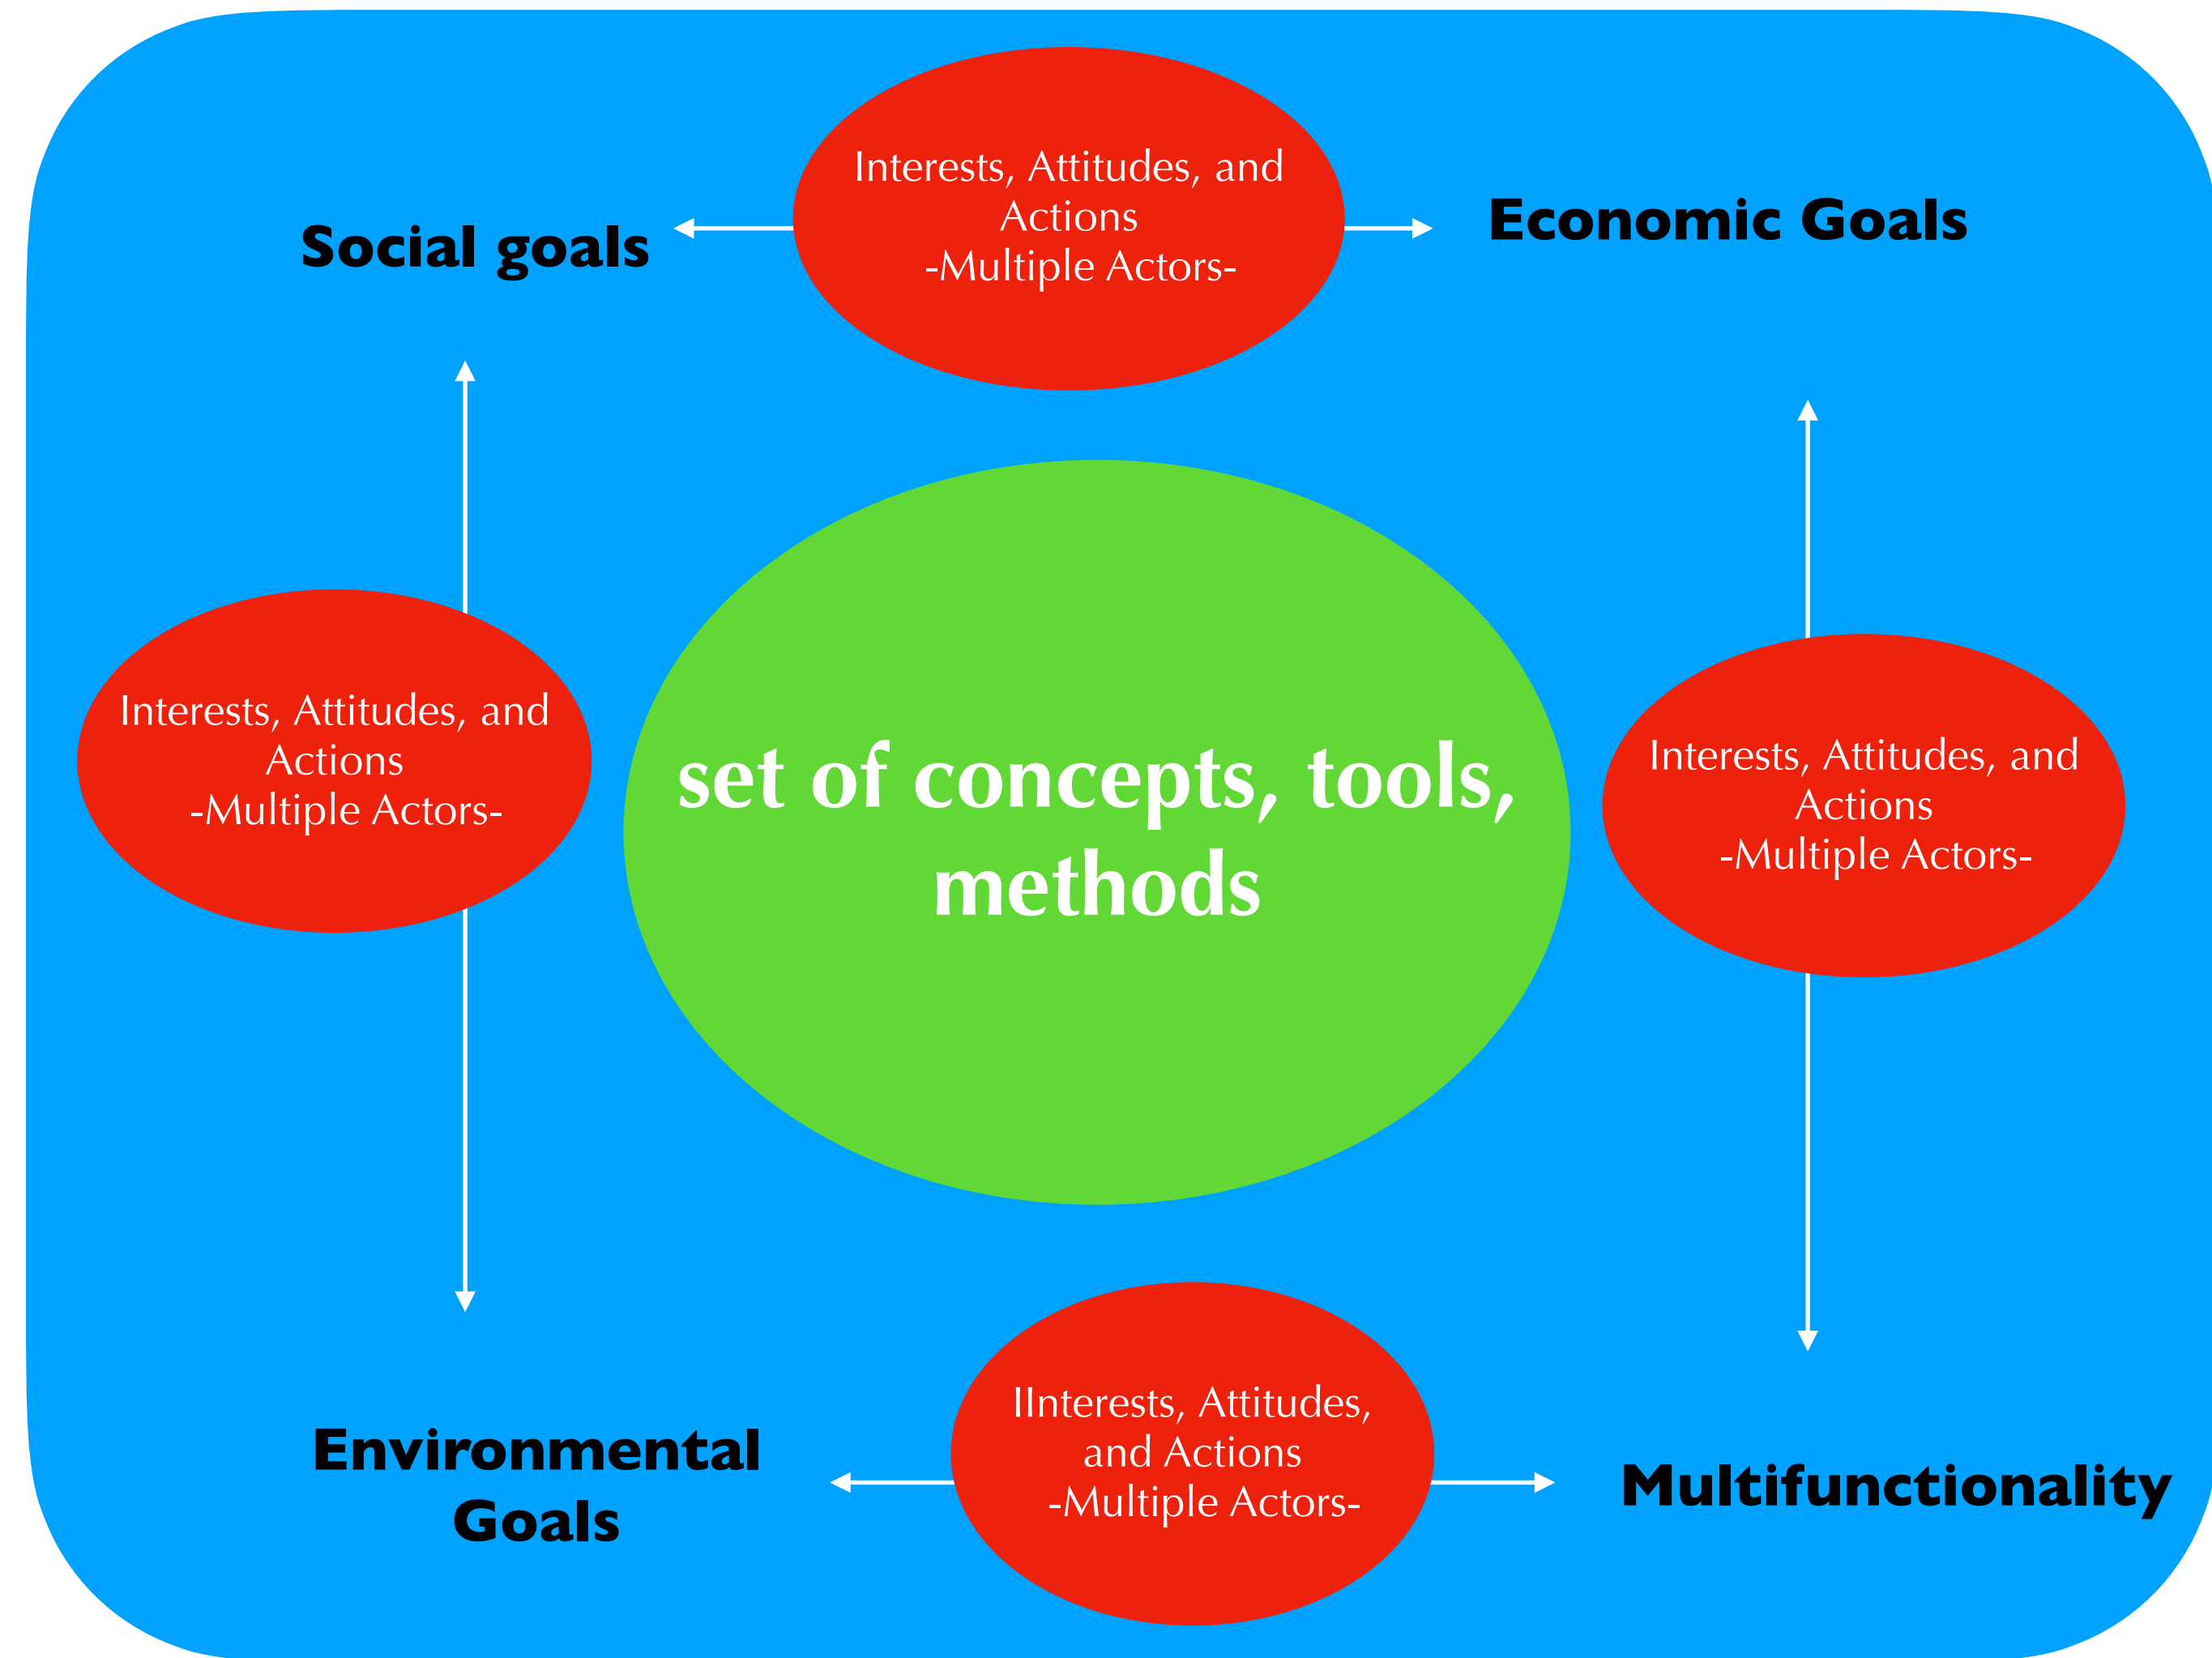 Interests, Attitudes, and
Actions
-Multiple Actors-
Social goals
Economic Goals
Interests, Attitudes, and
Actions
-Multiple Actors-
set of concepts, tools,
methods
Interests, Attitudes, and
Actions
-Multiple Actors-
IInterests, Attitudes,
and Actions
-Multiple Actors-
Environmental
Goals
Multifunctionality